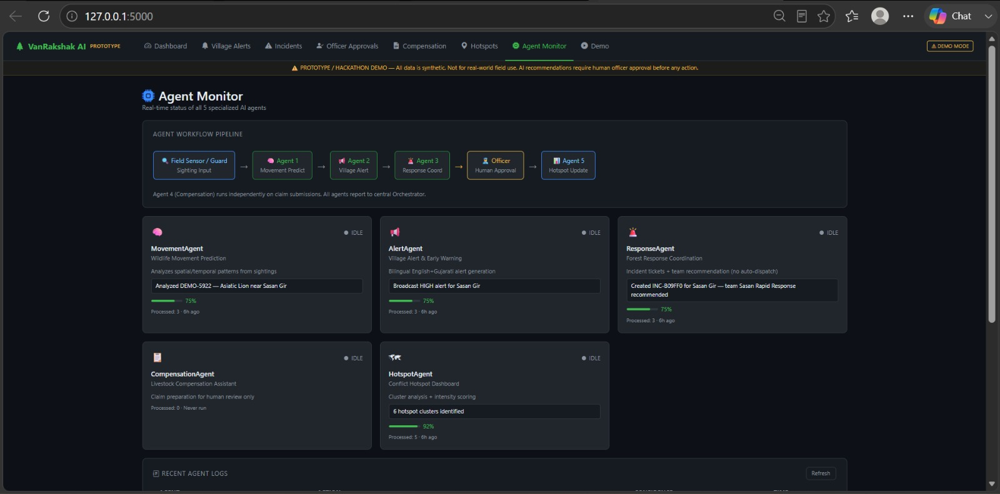 127.0.0.1:5000
Chat
VanRakshak AI PROTOTYPE
Dashboard
Village Alerts
Incidents
Officer Approvals
Compensation
Hotspots
Agent Monitor
Demo
DEMO MODE
PROTOTYPE / HACKATHON DEMO — All data is synthetic. Not for real-world field use. AI recommendations require human officer approval before any action.
Agent Monitor
Real-time status of all 5 specialized AI agents
AGENT WORKFLOW PIPELINE
Field Sensor / Guard
Sighting Input
→
Agent 1
Movement Predict
→
Agent 2
Village Alert
→
Agent 3
Response Coord
→
Officer
Human Approval
→
Agent 5
Hotspot Update
Agent 4 (Compensation) runs independently on claim submissions. All agents report to central Orchestrator.
IDLE
MovementAgent
Wildlife Movement Prediction
Analyzes spatial/temporal patterns from sightings
Analyzed DEMO-5922 — Asiatic Lion near Sasan Gir
75%
Processed: 3 · 6h ago
IDLE
AlertAgent
Village Alert & Early Warning
Bilingual English+Gujarati alert generation
Broadcast HIGH alert for Sasan Gir
75%
Processed: 3 · 6h ago
IDLE
ResponseAgent
Forest Response Coordination
Incident tickets + team recommendation (no auto-dispatch)
Created INC-B09FF0 for Sasan Gir — team Sasan Rapid Response
recommended
75%
Processed: 3 · 6h ago
IDLE
CompensationAgent
Livestock Compensation Assistant
Claim preparation for human review only
Processed: 0 · Never run
IDLE
HotspotAgent
Conflict Hotspot Dashboard
Cluster analysis + intensity scoring
6 hotspot clusters identified
92%
Processed: 5 · 6h ago
RECENT AGENT LOGS
Refresh